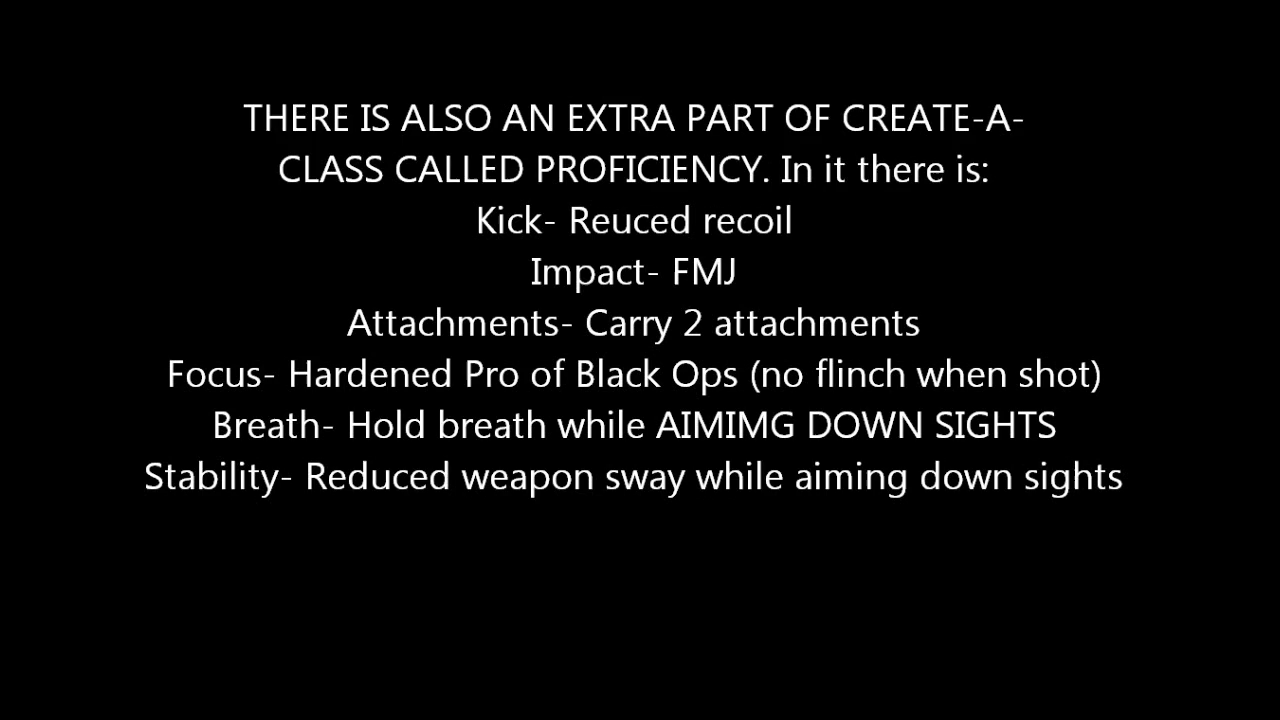 THERE IS ALSO AN EXTRA PART OF CREATE-A-
CLASS CALLED PROFICIENCY. In it there is:
Kick- Reuced recoil
Impact- FMJ
Attachments- Carry 2 attachments
Focus- Hardened Pro of Black Ops (no flinch when shot)
Breath- Hold breath while AIMIMG DOWN SIGHTS
Stability- Reduced weapon sway while aiming down sights